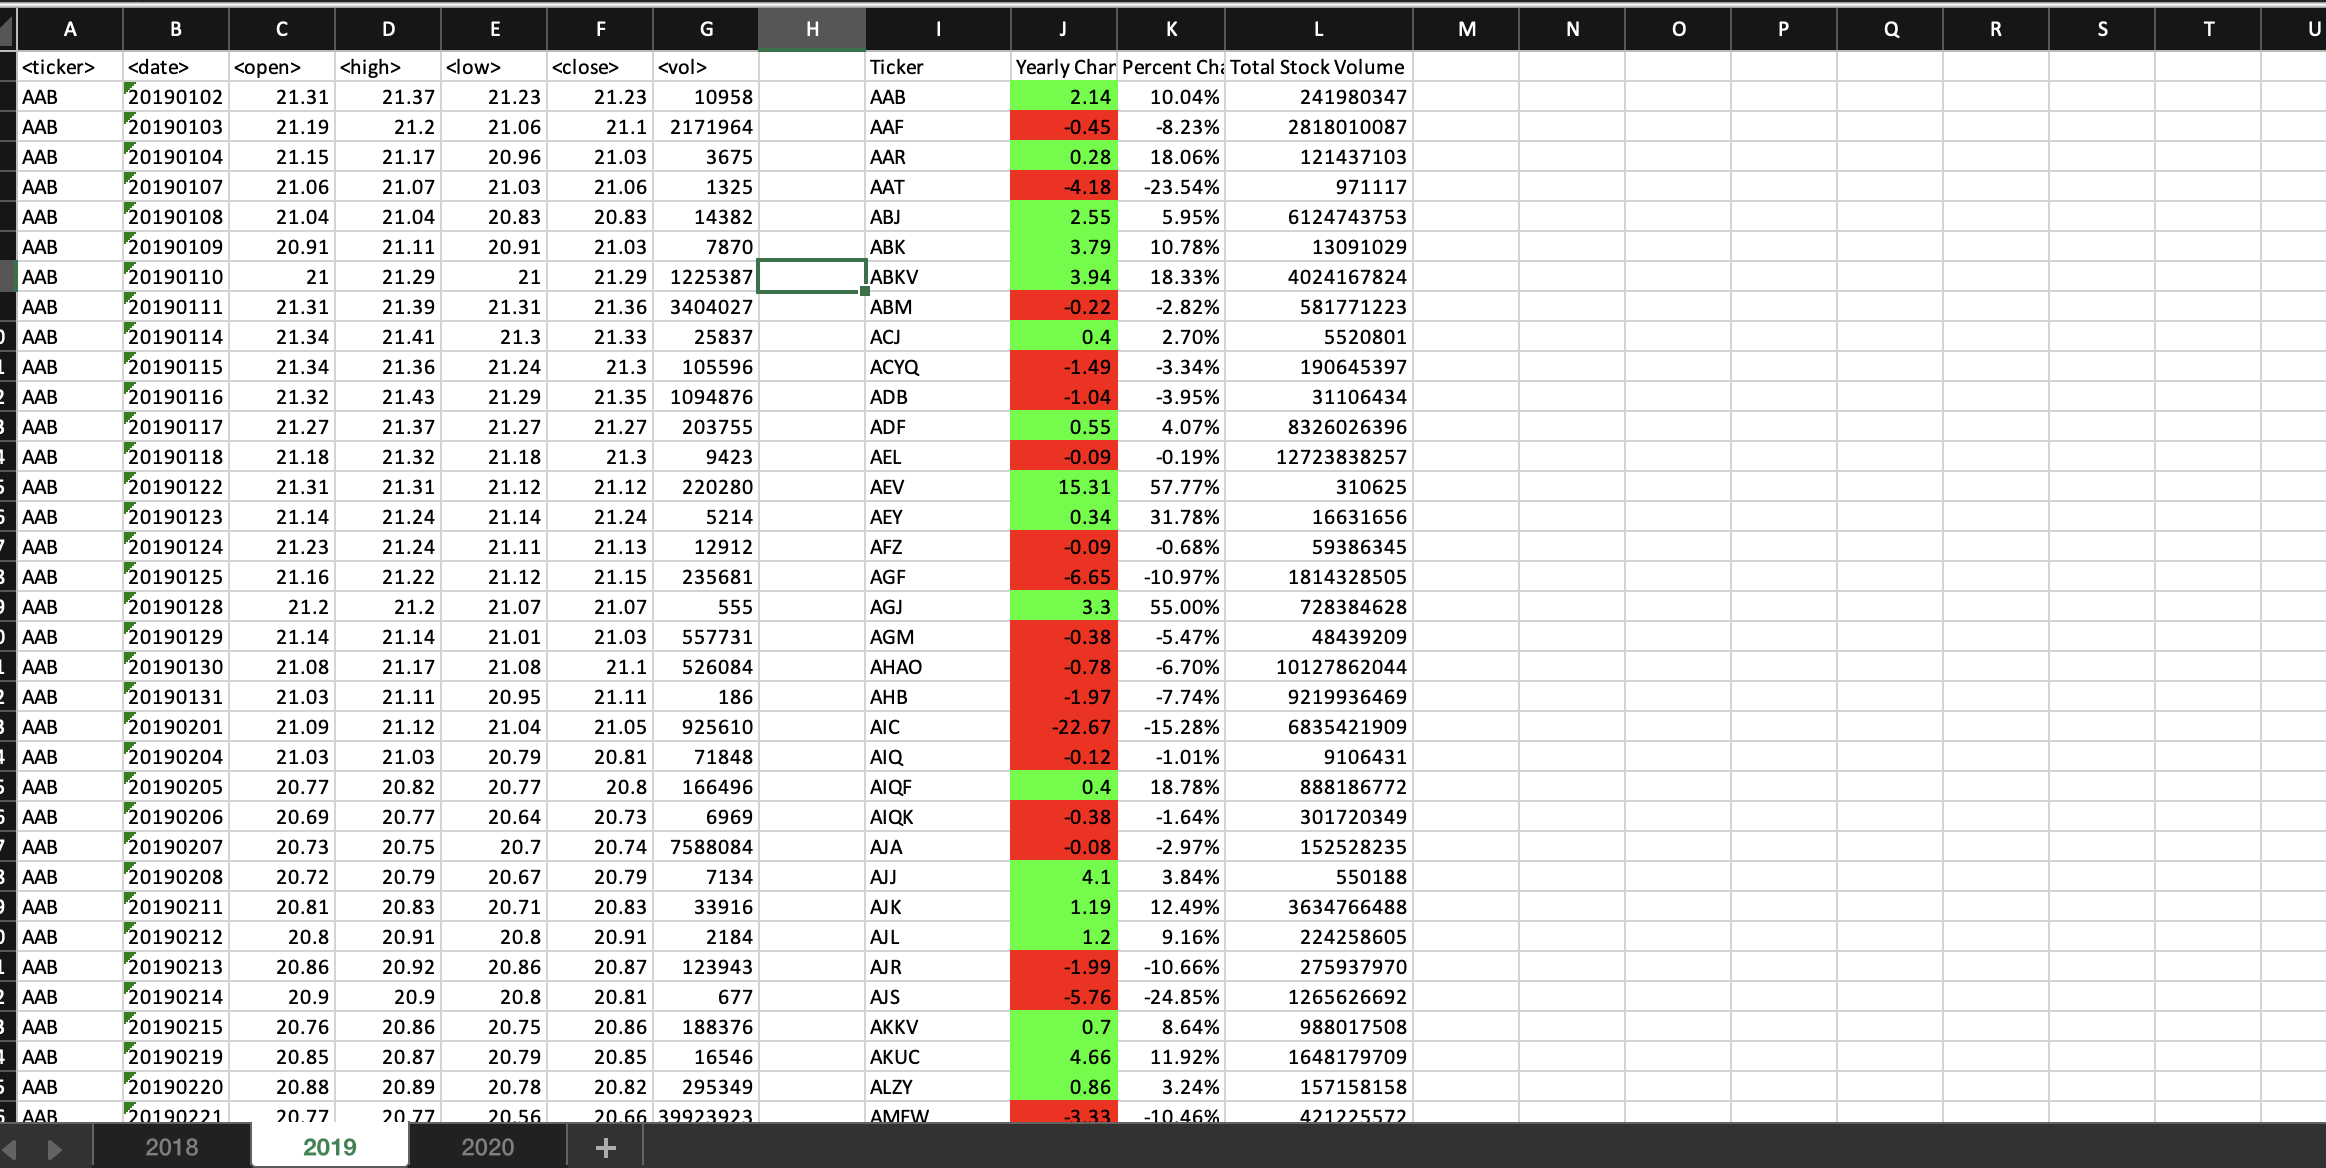 A B C D E F G H I J K L M N O P Q R S T U
<ticker> <date> <open> <high> <low> <close> <vol> Ticker Yearly Char Percent Cha Total Stock Volume
AAB 20190102 21.31 21.37 21.23 21.23 10958 AAB 2.14 10.04% 241980347
AAB 20190103 21.19 21.2 21.06 21.1 2171964 AAF -0.45 -8.23% 2818010087
AAB 20190104 21.15 21.17 20.96 21.03 3675 AAR 0.28 18.06% 121437103
AAB 20190107 21.06 21.07 21.03 21.06 1325 AAT -4.18 -23.54% 971117
AAB 20190108 21.04 21.04 20.83 20.83 14382 ABJ 2.55 5.95% 6124743753
AAB 20190109 20.91 21.11 20.91 21.03 7870 ABK 3.79 10.78% 13091029
AAB 20190110 21 21.29 21 21.29 1225387 ABKV 3.94 18.33% 4024167824
AAB 20190111 21.31 21.39 21.31 21.36 3404027 ABM -0.22 -2.82% 581771223
0 AAB 20190114 21.34 21.41 21.3 21.33 25837 ACJ 0.4 2.70% 5520801
1 AAB 20190115 21.34 21.36 21.24 21.3 105596 ACYQ -1.49 -3.34% 190645397
2 AAB 20190116 21.32 21.43 21.29 21.35 1094876 ADB -1.04 -3.95% 31106434
3 AAB 20190117 21.27 21.37 21.27 21.27 203755 ADF 0.55 4.07% 8326026396
4 AAB 20190118 21.18 21.32 21.18 21.3 9423 AEL -0.09 -0.19% 12723838257
5 AAB 20190122 21.31 21.31 21.12 21.12 220280 AEV 15.31 57.77% 310625
6 AAB 20190123 21.14 21.24 21.14 21.24 5214 AEY 0.34 31.78% 16631656
7 AAB 20190124 21.23 21.24 21.11 21.13 12912 AFZ -0.09 -0.68% 59386345
8 AAB 20190125 21.16 21.22 21.12 21.15 235681 AGF -6.65 -10.97% 1814328505
9 AAB 20190128 21.2 21.2 21.07 21.07 555 AGJ 3.3 55.00% 728384628
0 AAB 20190129 21.14 21.14 21.01 21.03 557731 AGM -0.38 -5.47% 48439209
1 AAB 20190130 21.08 21.17 21.08 21.1 526084 AHAO -0.78 -6.70% 10127862044
2 AAB 20190131 21.03 21.11 20.95 21.11 186 AHB -1.97 -7.74% 9219936469
3 AAB 20190201 21.09 21.12 21.04 21.05 925610 AIC -22.67 -15.28% 6835421909
4 AAB 20190204 21.03 21.03 20.79 20.81 71848 AIQ -0.12 -1.01% 9106431
5 AAB 20190205 20.77 20.82 20.77 20.8 166496 AIQF 0.4 18.78% 888186772
6 AAB 20190206 20.69 20.77 20.64 20.73 6969 AIQK -0.38 -1.64% 301720349
7 AAB 20190207 20.73 20.75 20.7 20.74 7588084 AJA -0.08 -2.97% 152528235
8 AAB 20190208 20.72 20.79 20.67 20.79 7134 AJJ 4.1 3.84% 550188
9 AAB 20190211 20.81 20.83 20.71 20.83 33916 AJK 1.19 12.49% 3634766488
0 AAB 20190212 20.8 20.91 20.8 20.91 2184 AJL 1.2 9.16% 224258605
1 AAB 20190213 20.86 20.92 20.86 20.87 123943 AJR -1.99 -10.66% 275937970
2 AAB 20190214 20.9 20.9 20.8 20.81 677 AJS -5.76 -24.85% 1265626692
3 AAB 20190215 20.76 20.86 20.75 20.86 188376 AKKV 0.7 8.64% 988017508
4 AAB 20190219 20.85 20.87 20.79 20.85 16546 AKUC 4.66 11.92% 1648179709
5 AAB 20190220 20.88 20.89 20.78 20.82 295349 ALZY 0.86 3.24% 157158158
6 AAB 20190221 20.77 20.77 20.56 20.66 39923923 AMFW -3.33 -10.46% 421225572
2018 2019 2020 +